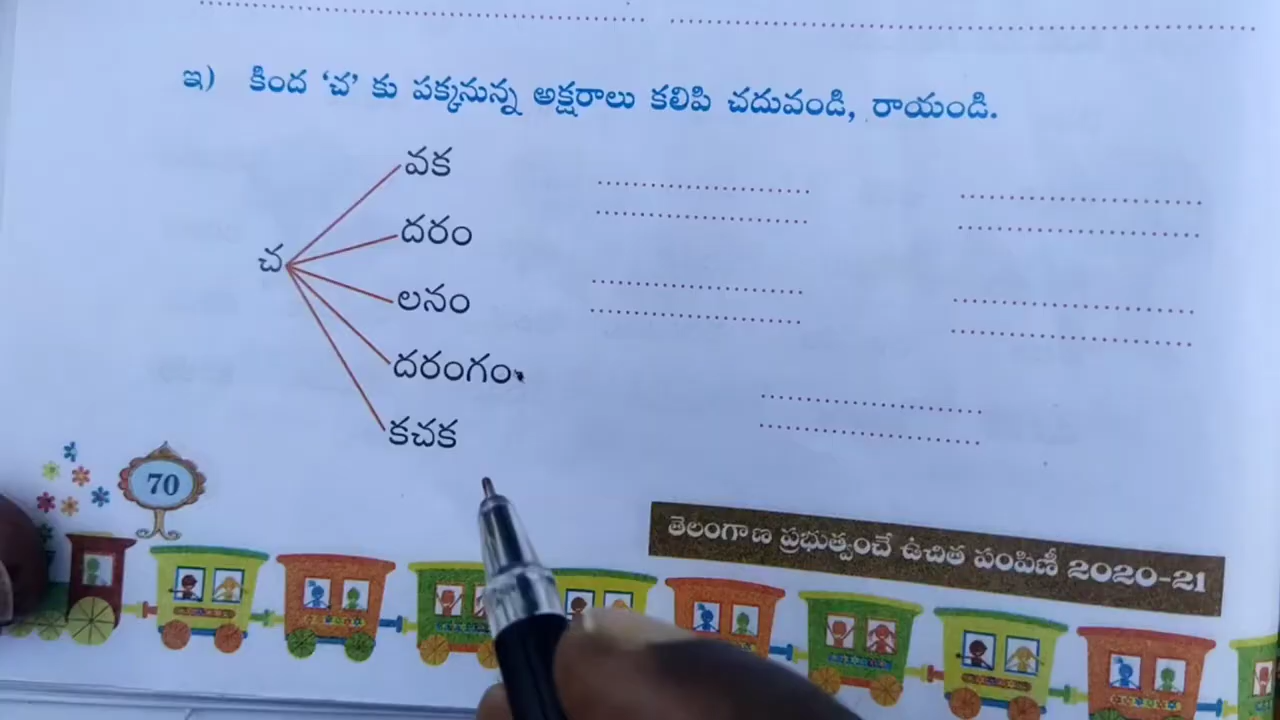 ఇ) కింద ‘చ’ కు పక్కనున్న అక్షరాలు కలిపి చదువండి, రాయండి.
వక
దరం
చ
లనం
దరంగం
కచక
70
తెలంగాణ ప్రభుత్వంచే ఉచిత పంపిణీ 2020-21